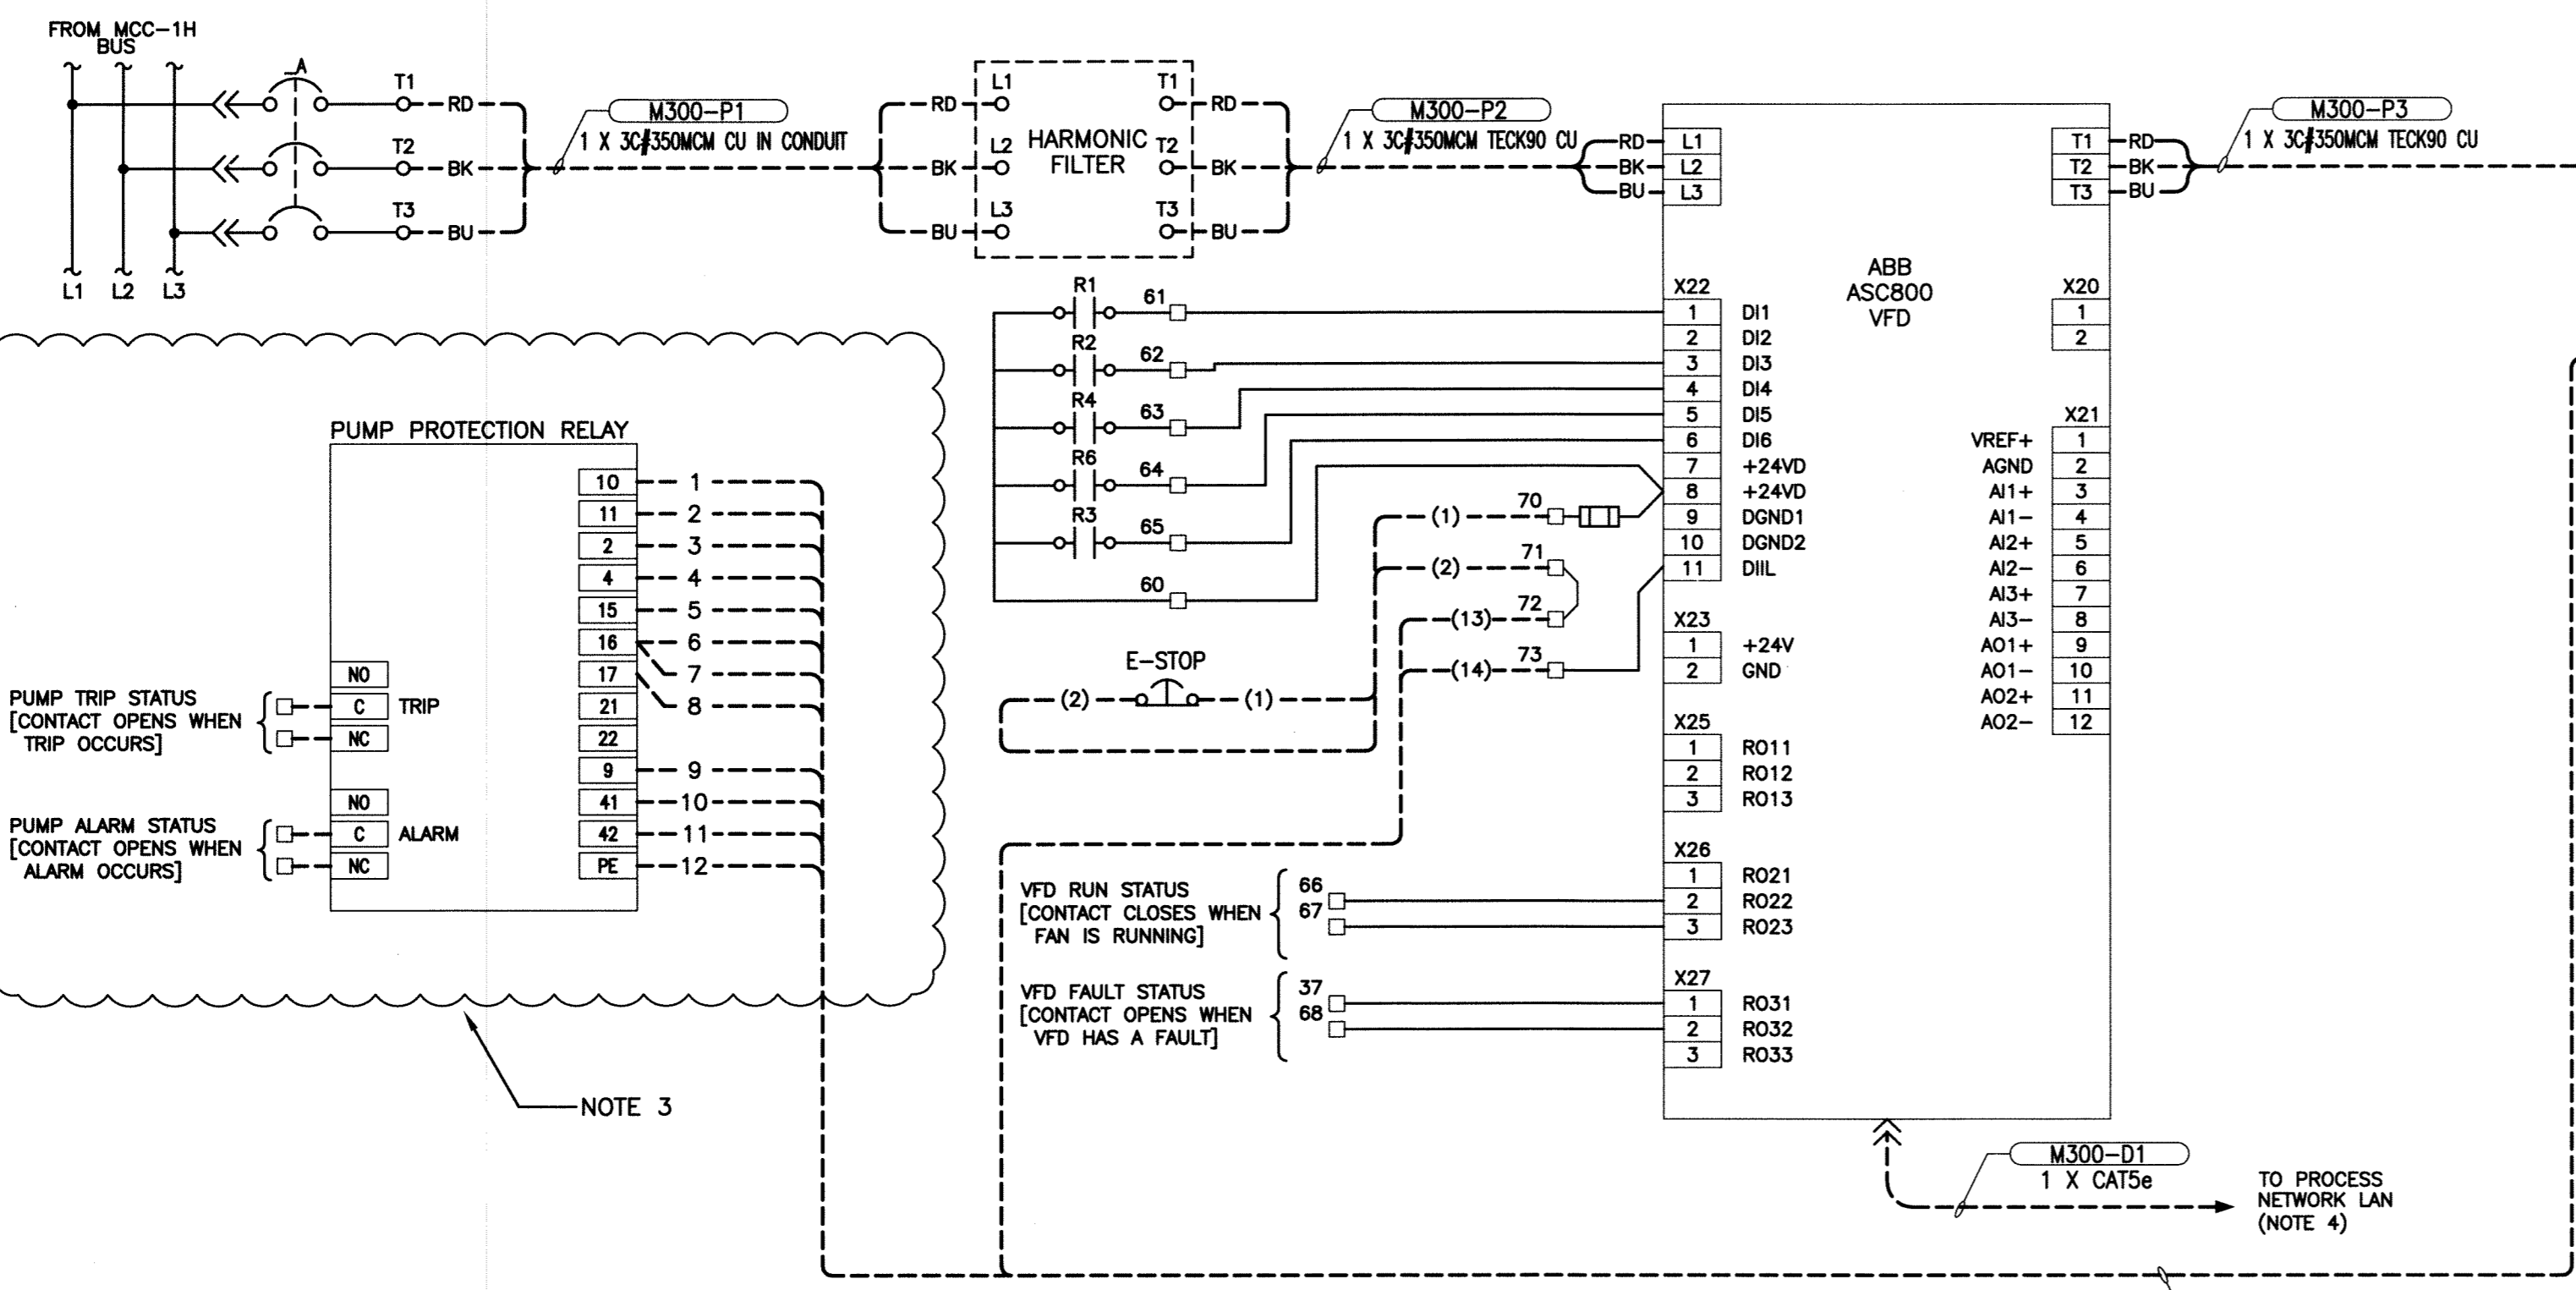 FROM MCC-1H
BUS
_A
T1
RD
T2
BK
T3
BU
L1 L2 L3
M300-P1
1 X 3C#350MCM CU IN CONDUIT
RD
BK
BU
L1
L2
L3
HARMONIC
FILTER
T1
T2
T3
RD
BK
BU
M300-P2
1 X 3C#350MCM TECK90 CU
RD
BK
BU
L1
L2
L3
T1
T2
T3
RD
BK
BU
M300-P3
1 X 3C#350MCM TECK90 CU
ABB
ASC800
VFD
PUMP PROTECTION RELAY
10 1
11 2
2 3
4 4
15 5
16 6
17 7
21 8
22
9 9
41 10
42 11
PE 12
NO
C TRIP
NC
NO
C ALARM
NC
PUMP TRIP STATUS
[CONTACT OPENS WHEN
TRIP OCCURS]
PUMP ALARM STATUS
[CONTACT OPENS WHEN
ALARM OCCURS]
NOTE 3
R1 61
R2 62
R4 63
R6 64
R3 65
60
(1) 70
(2) 71
(13) 72
(14) 73
E-STOP
(2) (1)
X22
1 DI1
2 DI2
3 DI3
4 DI4
5 DI5
6 DI6
7 +24VD
8 +24VD
9 DGND1
10 DGND2
11 DIIL
X23
1 +24V
2 GND
X25
1 RO11
2 RO12
3 RO13
X26
1 RO21
2 RO22
3 RO23
X27
1 RO31
2 RO32
3 RO33
VFD RUN STATUS
[CONTACT CLOSES WHEN
FAN IS RUNNING]
66
67
VFD FAULT STATUS
[CONTACT OPENS WHEN
VFD HAS A FAULT]
37
68
X20
1
2
X21
VREF+ 1
AGND 2
AI1+ 3
AI1- 4
AI2+ 5
AI2- 6
AI3+ 7
AI3- 8
AO1+ 9
AO1- 10
AO2+ 11
AO2- 12
M300-D1
1 X CAT5e
TO PROCESS
NETWORK LAN
(NOTE 4)